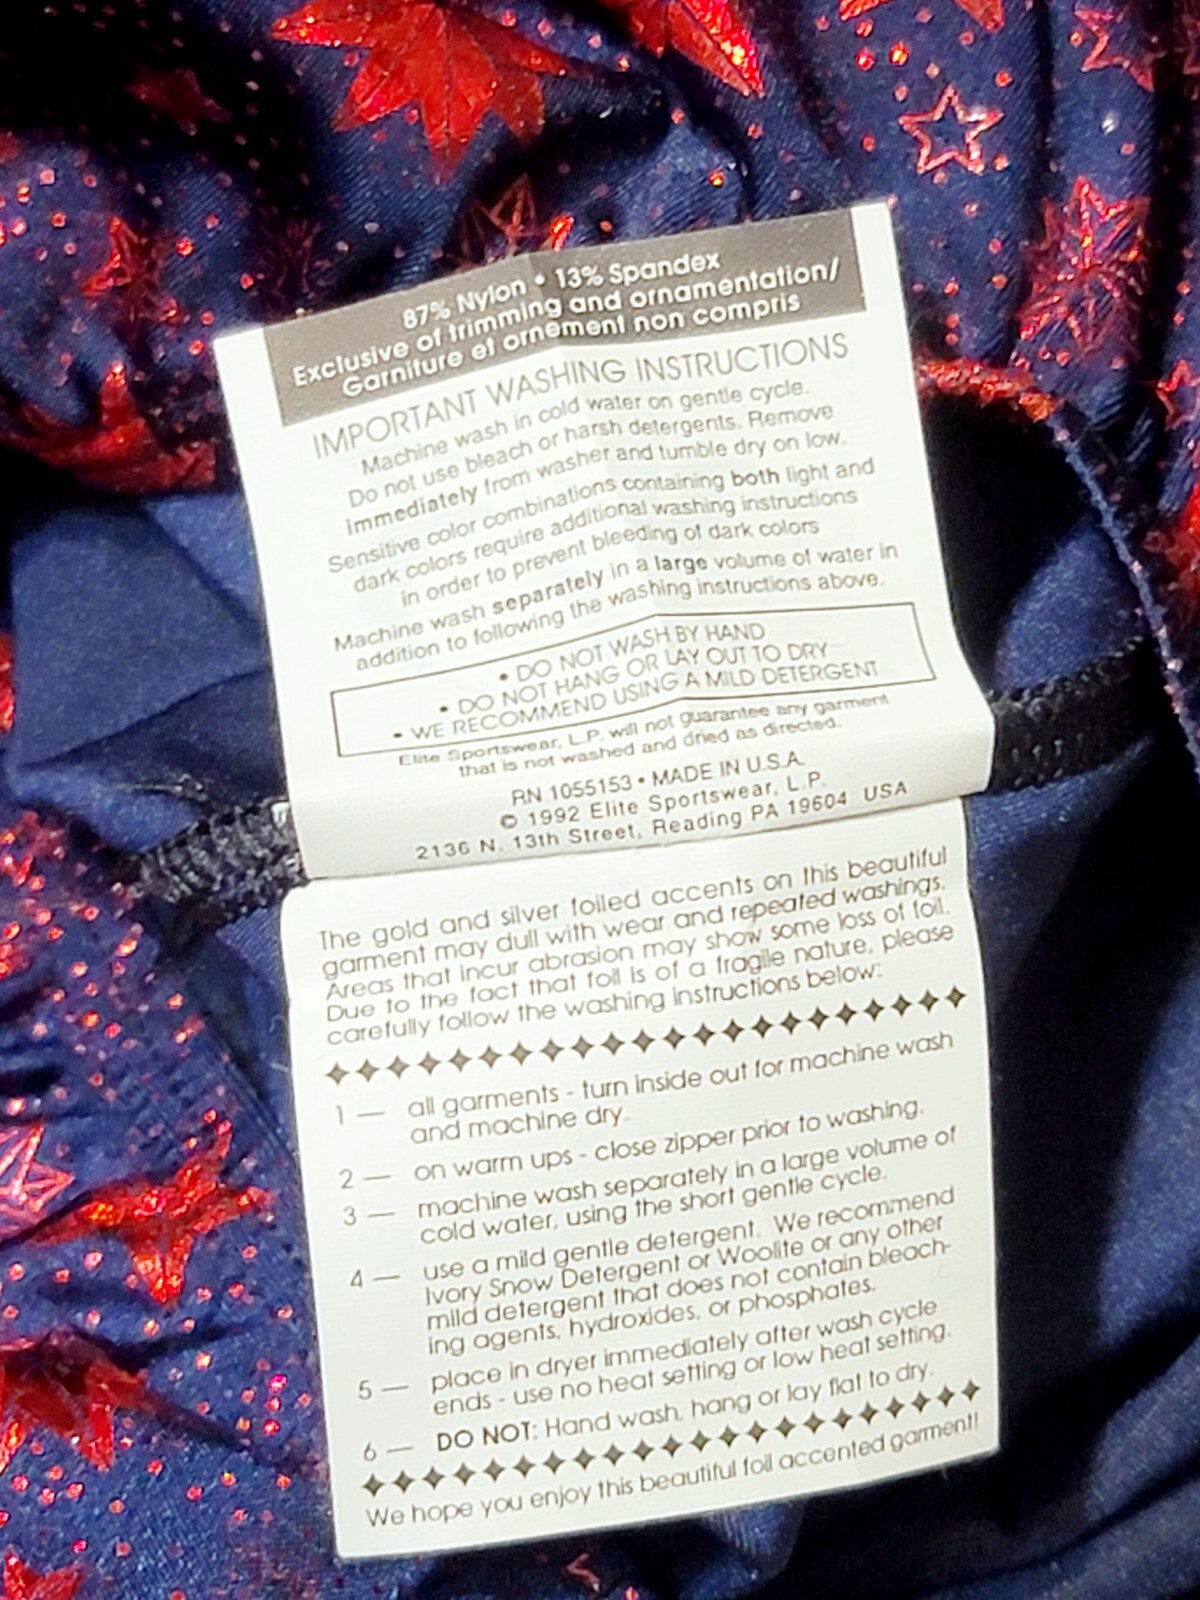 87% Nylon • 13% Spandex
Exclusive of trimming and ornamentation/
Garniture et ornement non compris
IMPORTANT WASHING INSTRUCTIONS
Machine wash in cold water on gentle cycle.
Do not use bleach or harsh detergents. Remove
immediately from washer and tumble dry on low.
Sensitive color combinations containing both light and
dark colors require additional washing instructions
in order to prevent bleeding of dark colors
Machine wash separately in a large volume of water in
addition to following the washing instructions above.
• DO NOT WASH BY HAND
• DO NOT HANG OR LAY OUT TO DRY
• WE RECOMMEND USING A MILD DETERGENT
Elite Sportswear, L.P. will not guarantee any garment
that is not washed and dried as directed.
RN 1055153 • MADE IN U.S.A.
© 1992 Elite Sportswear, L.P.
2136 N. 13th Street, Reading PA 19604 USA
The gold and silver foiled accents on this beautiful
garment may dull with wear and repeated washings.
Areas that incur abrasion may show some loss of foil.
Due to the fact that foil is of a fragile nature, please
carefully follow the washing instructions below:
1 — all garments - turn inside out for machine wash
and machine dry.
2 — on warm ups - close zipper prior to washing.
3 — machine wash separately in a large volume of
cold water, using the short gentle cycle.
4 — use a mild gentle detergent. We recommend
Ivory Snow Detergent or Woolite or any other
mild detergent that does not contain bleach-
ing agents, hydroxides, or phosphates.
5 — place in dryer immediately after wash cycle
ends - use no heat setting or low heat setting.
6 — DO NOT: Hand wash, hang or lay flat to dry.
We hope you enjoy this beautiful foil accented garment!